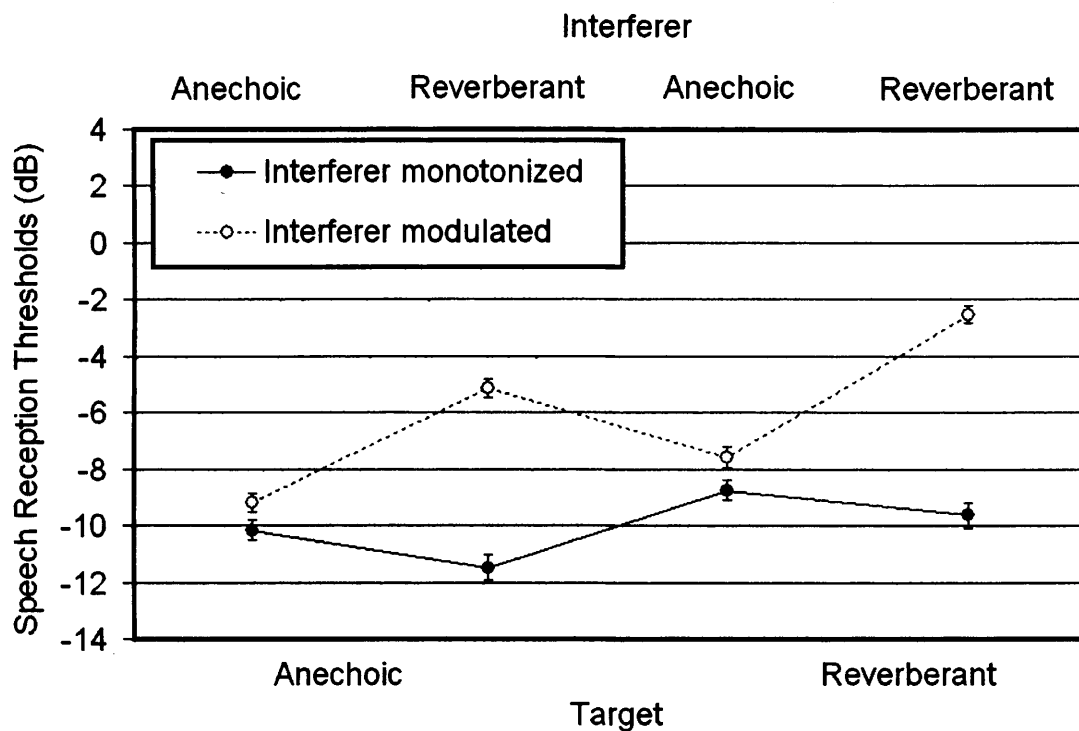 Interferer
Anechoic Reverberant Anechoic Reverberant
Speech Reception Thresholds (dB)
4
2
0
-2
-4
-6
-8
-10
-12
-14
Interferer monotonized
Interferer modulated
Anechoic Reverberant
Target